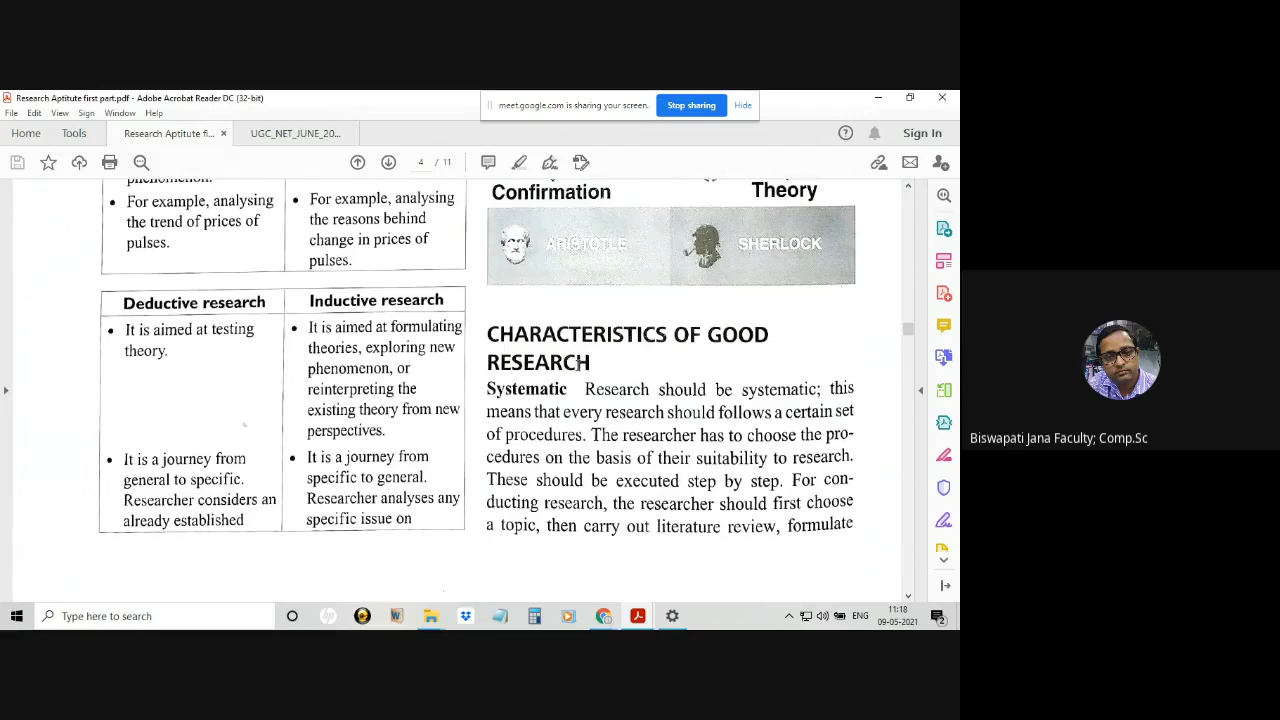 Research Aptitute first part.pdf - Adobe Acrobat Reader DC (32-bit)
meet.google.com is sharing your screen.
Stop sharing
Hide
File Edit View Sign Window Help
Home
Tools
Research Aptitute fi...
UGC_NET_JUNE_20...
Sign In
4 / 11
phenomenon.
For example, analysing
the trend of prices of
pulses.
For example, analysing
the reasons behind
change in prices of
pulses.
Deductive research
Inductive research
It is aimed at testing
theory.
It is aimed at formulating
theories, exploring new
phenomenon, or
reinterpreting the
existing theory from new
perspectives.
It is a journey from
general to specific.
Researcher considers an
already established
It is a journey from
specific to general.
Researcher analyses any
specific issue on
Confirmation
Theory
ARISTOTLE
SHERLOCK
CHARACTERISTICS OF GOOD
RESEARCH
Systematic Research should be systematic; this
means that every research should follows a certain set
of procedures. The researcher has to choose the pro-
cedures on the basis of their suitability to research.
These should be executed step by step. For con-
ducting research, the researcher should first choose
a topic, then carry out literature review, formulate
Biswapati Jana Faculty; Comp.Sc
Type here to search
ENG
11:18
09-05-2021
2